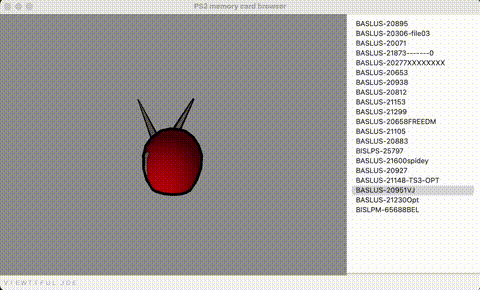 PS2 memory card browser
BASLUS-20895
BASLUS-20306-file03
BASLUS-20071
BASLUS-21873-------0
BASLUS-20277XXXXXXXX
BASLUS-20653
BASLUS-20938
BASLUS-20812
BASLUS-21153
BASLUS-21299
BASLUS-20658FREEDM
BASLUS-21105
BASLUS-20883
BISLPS-25797
BASLUS-21600spidey
BASLUS-20927
BASLUS-21148-TS3-OPT
BASLUS-20951VJ
BASLUS-21230Opt
BISLPM-65688BEL
VIEWTIFUL JOE